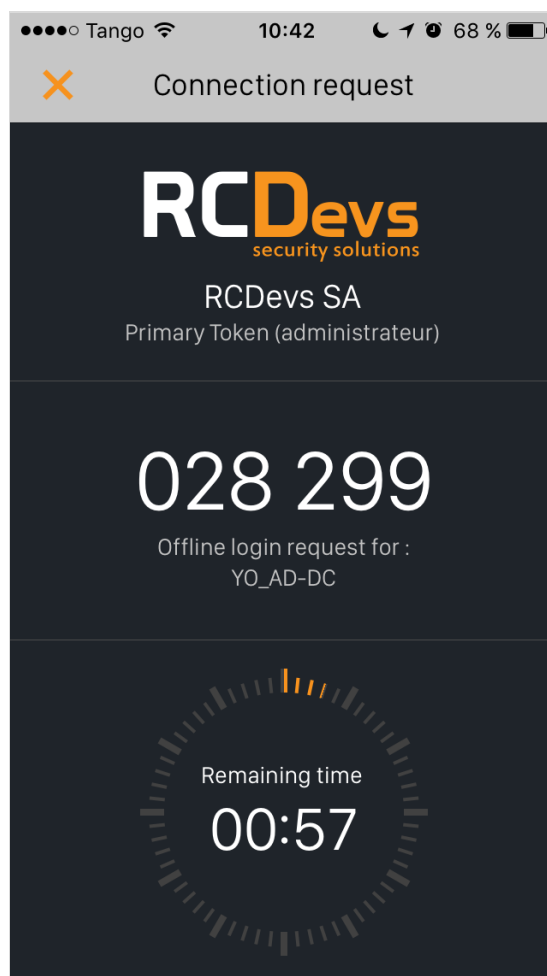 Tango 10:42 68 %
Connection request
RCDevs
security solutions
RCDevs SA
Primary Token (administrateur)
028 299
Offline login request for :
YO_AD-DC
Remaining time
00:57